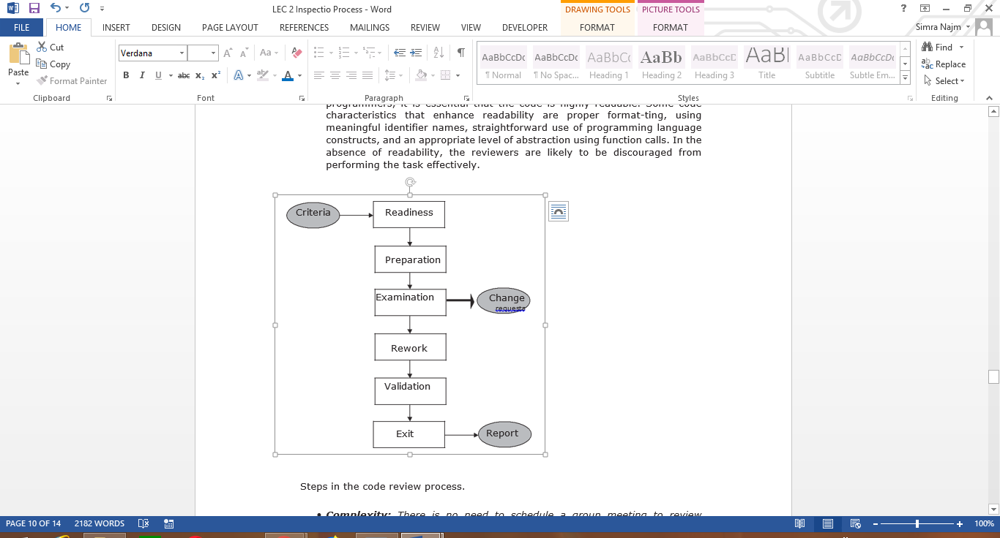 LEC 2 Inspectio Process - Word
DRAWING TOOLS
PICTURE TOOLS
?
FILE
HOME
INSERT
DESIGN
PAGE LAYOUT
REFERENCES
MAILINGS
REVIEW
VIEW
DEVELOPER
FORMAT
FORMAT
Simra Najm
Paste
Cut
Copy
Format Painter
Clipboard
Verdana
Font
Paragraph
AaBbCcDc
¶ Normal
AaBbCcDc
¶ No Spac...
AaBbCc
Heading 1
AaBb
Heading 2
AaBbCcD
Heading 3
AaBl
Title
AaBbCcD
Subtitle
AaBbCcDc
Subtle Em...
Styles
Find
Replace
Select
Editing
programmers, it is essential that the code is highly readable. Some code
characteristics that enhance readability are proper format-ting, using
meaningful identifier names, straightforward use of programming language
constructs, and an appropriate level of abstraction using function calls. In the
absence of readability, the reviewers are likely to be discouraged from
performing the task effectively.
Criteria
Readiness
Preparation
Examination
Change
requests
Rework
Validation
Exit
Report
Steps in the code review process.
• Complexity: There is no need to schedule a group meeting to review
PAGE 10 OF 14
2182 WORDS
100%